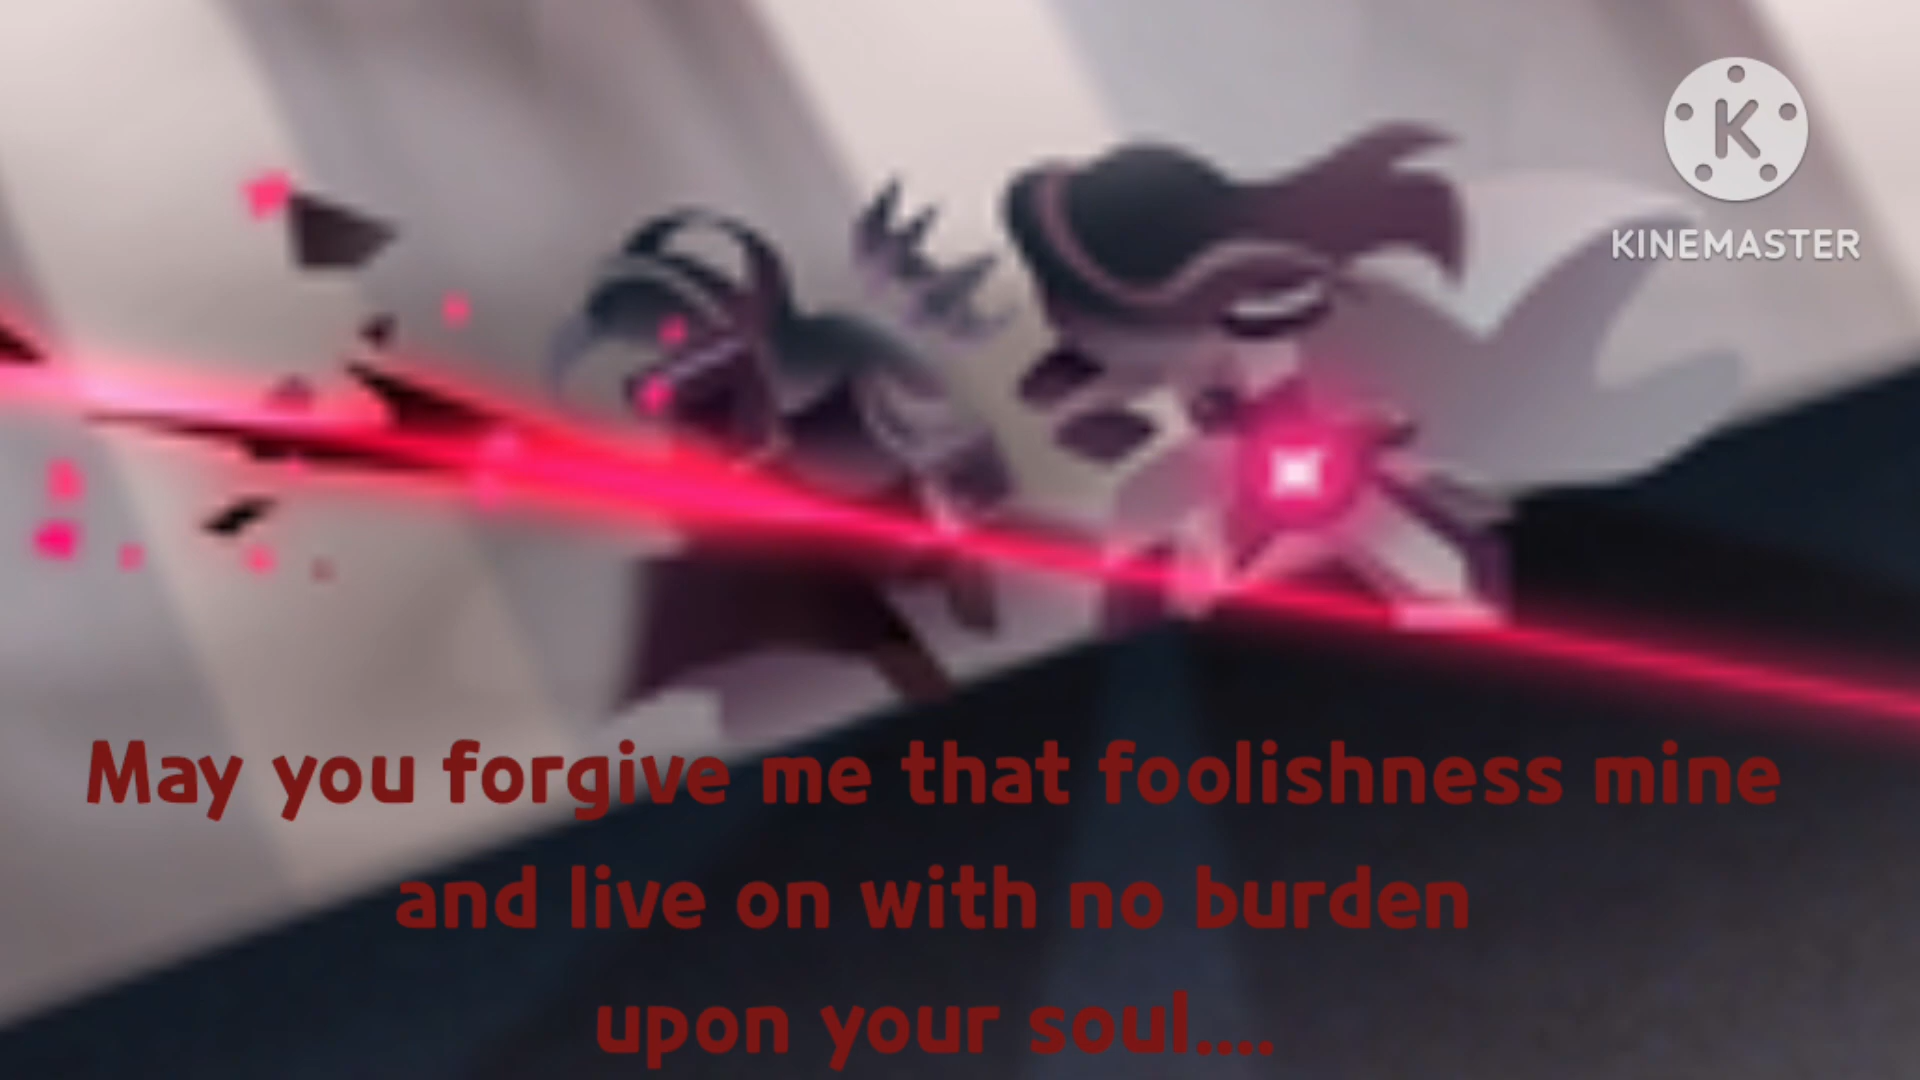 K
KINEMASTER
May you forgive me that foolishness mine
and live on with no burden
upon your soul....